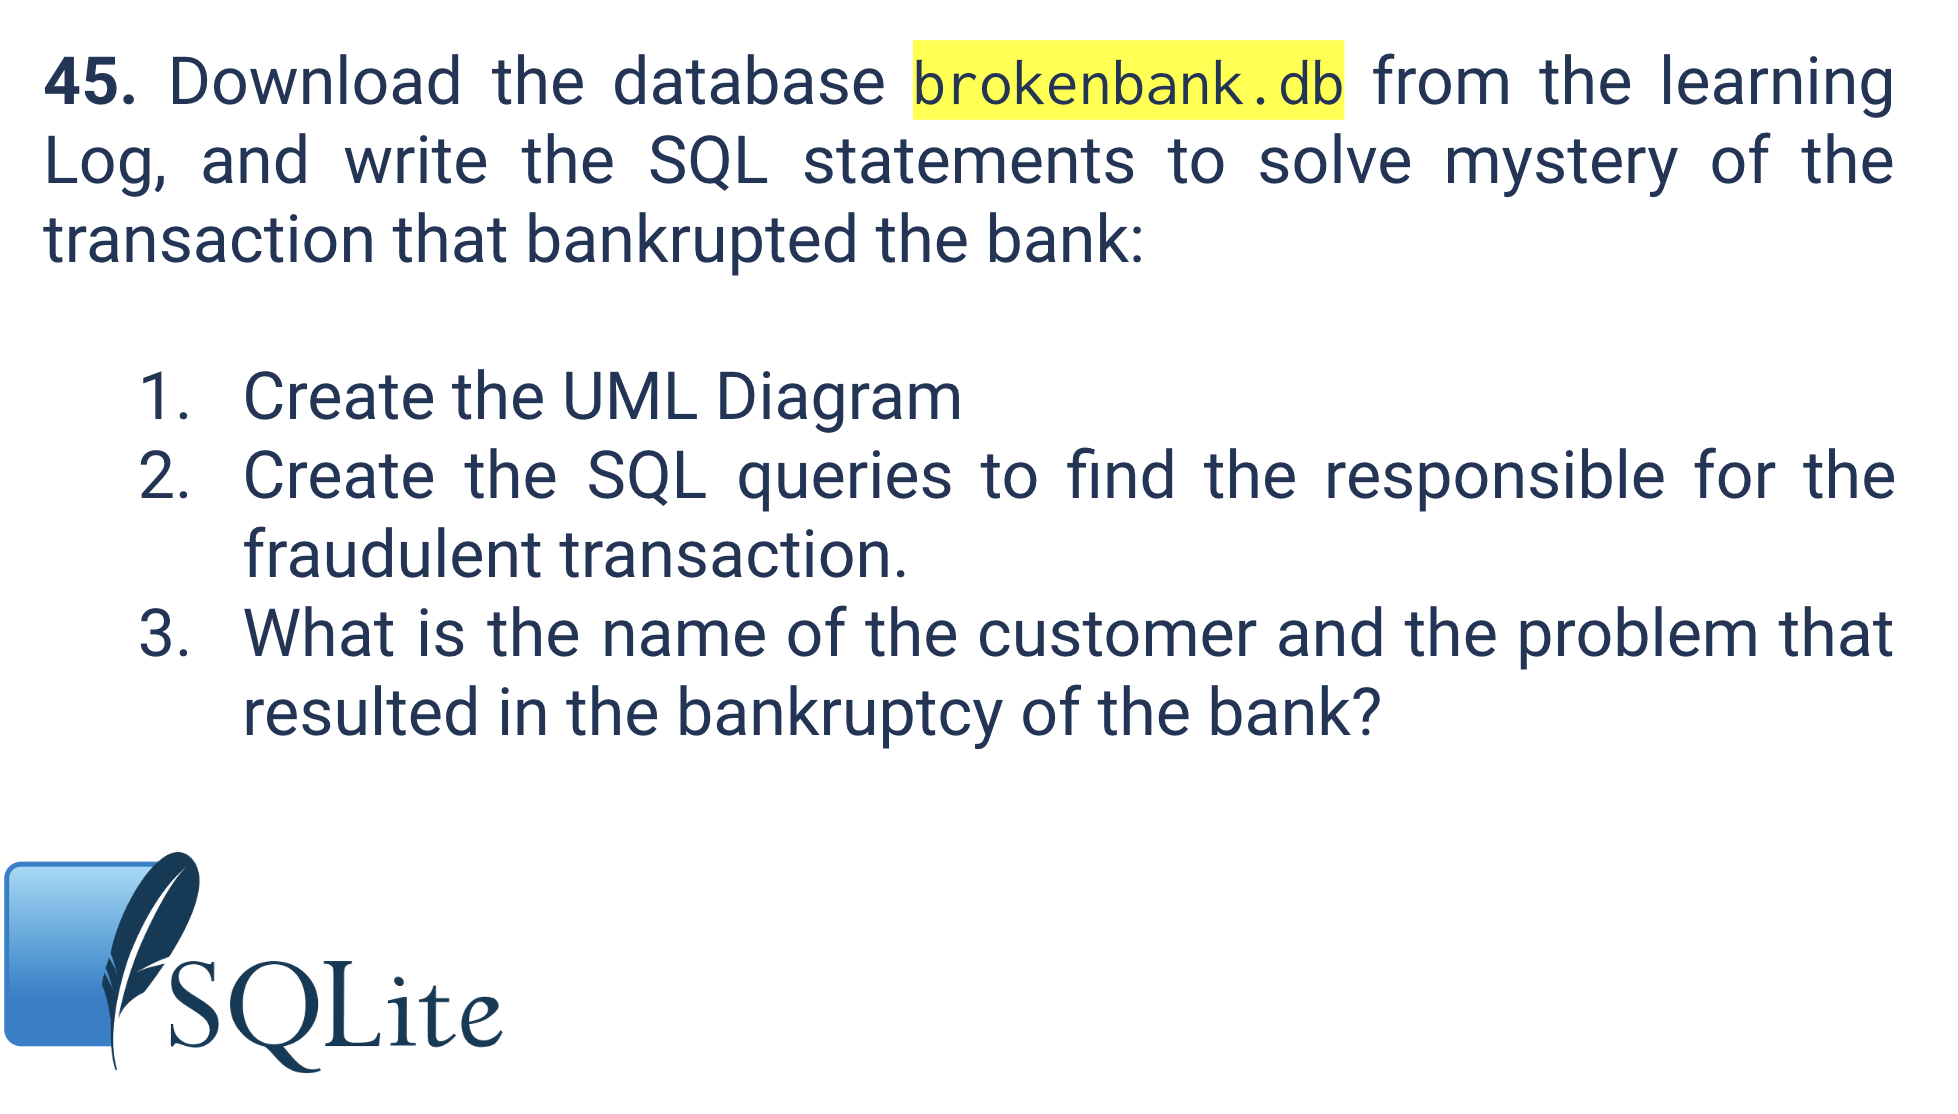 45. Download the database brokenbank.db from the learning
Log, and write the SQL statements to solve mystery of the
transaction that bankrupted the bank:
1. Create the UML Diagram
2. Create the SQL queries to find the responsible for the
fraudulent transaction.
3. What is the name of the customer and the problem that
resulted in the bankruptcy of the bank?
SQLite